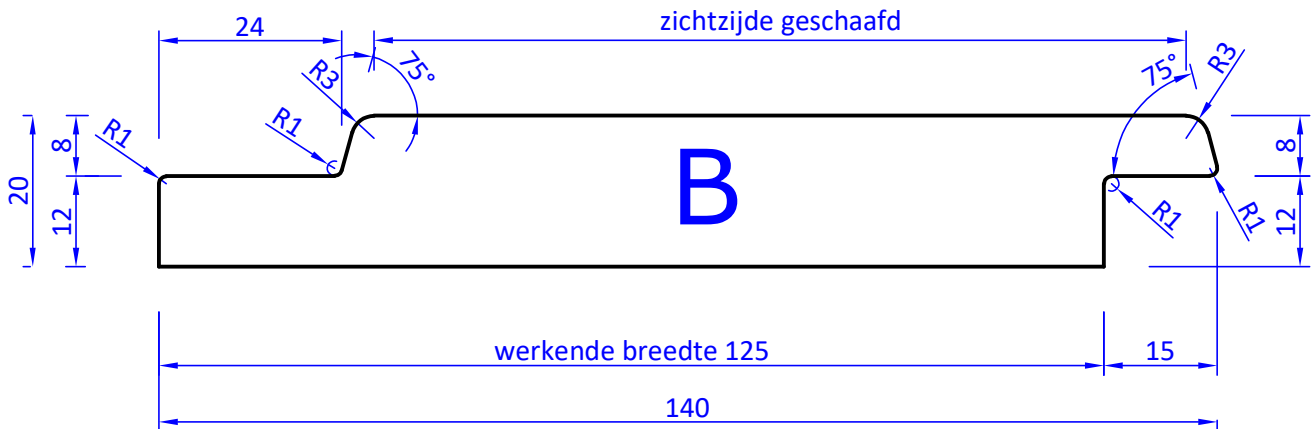 24
zichtzijde geschaafd
R3
75°
75°
R3
R1
R1
8
20
12
B
8
12
R1
R1
werkende breedte 125
15
140